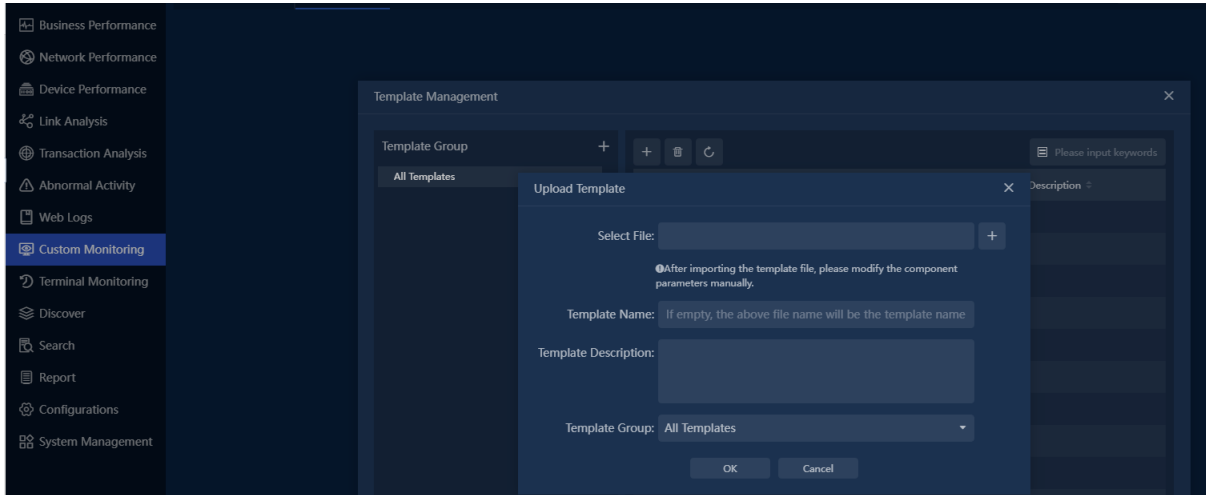 Business Performance
Network Performance
Device Performance
Link Analysis
Transaction Analysis
Abnormal Activity
Web Logs
Custom Monitoring
Terminal Monitoring
Discover
Search
Report
Configurations
System Management
Template Management
Template Group
Please input keywords
All Templates
Description
Upload Template
Select File:
After importing the template file, please modify the component
parameters manually.
Template Name: If empty, the above file name will be the template name
Template Description:
Template Group: All Templates
OK Cancel